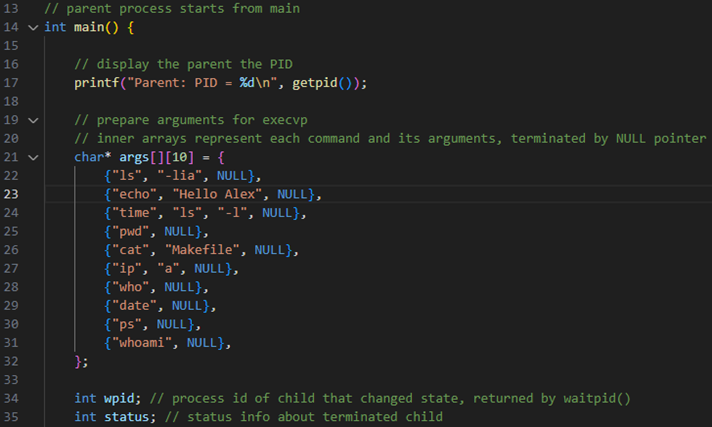 13 // parent process starts from main
14 int main() {
15
16     // display the parent the PID
17     printf("Parent: PID = %d\n", getpid());
18
19     // prepare arguments for execvp
20     // inner arrays represent each command and its arguments, terminated by NULL pointer
21     char* args[][10] = {
22         {"ls", "-lia", NULL},
23         {"echo", "Hello Alex", NULL},
24         {"time", "ls", "-l", NULL},
25         {"pwd", NULL},
26         {"cat", "Makefile", NULL},
27         {"ip", "a", NULL},
28         {"who", NULL},
29         {"date", NULL},
30         {"ps", NULL},
31         {"whoami", NULL},
32     };
33
34     int wpid; // process id of child that changed state, returned by waitpid()
35     int status; // status info about terminated child